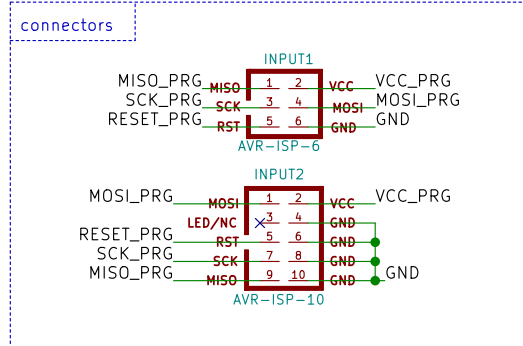 connectors
INPUT1
MISO_PRG MISO 1 2 VCC VCC_PRG
SCK_PRG SCK 3 4 MOSI MOSI_PRG
RESET_PRG RST 5 6 GND GND
AVR-ISP-6
INPUT2
MOSI_PRG MOSI 1 2 VCC VCC_PRG
LED/NC 3 4 GND
RESET_PRG RST 5 6 GND
SCK_PRG SCK 7 8 GND
MISO_PRG MISO 9 10 GND GND
AVR-ISP-10